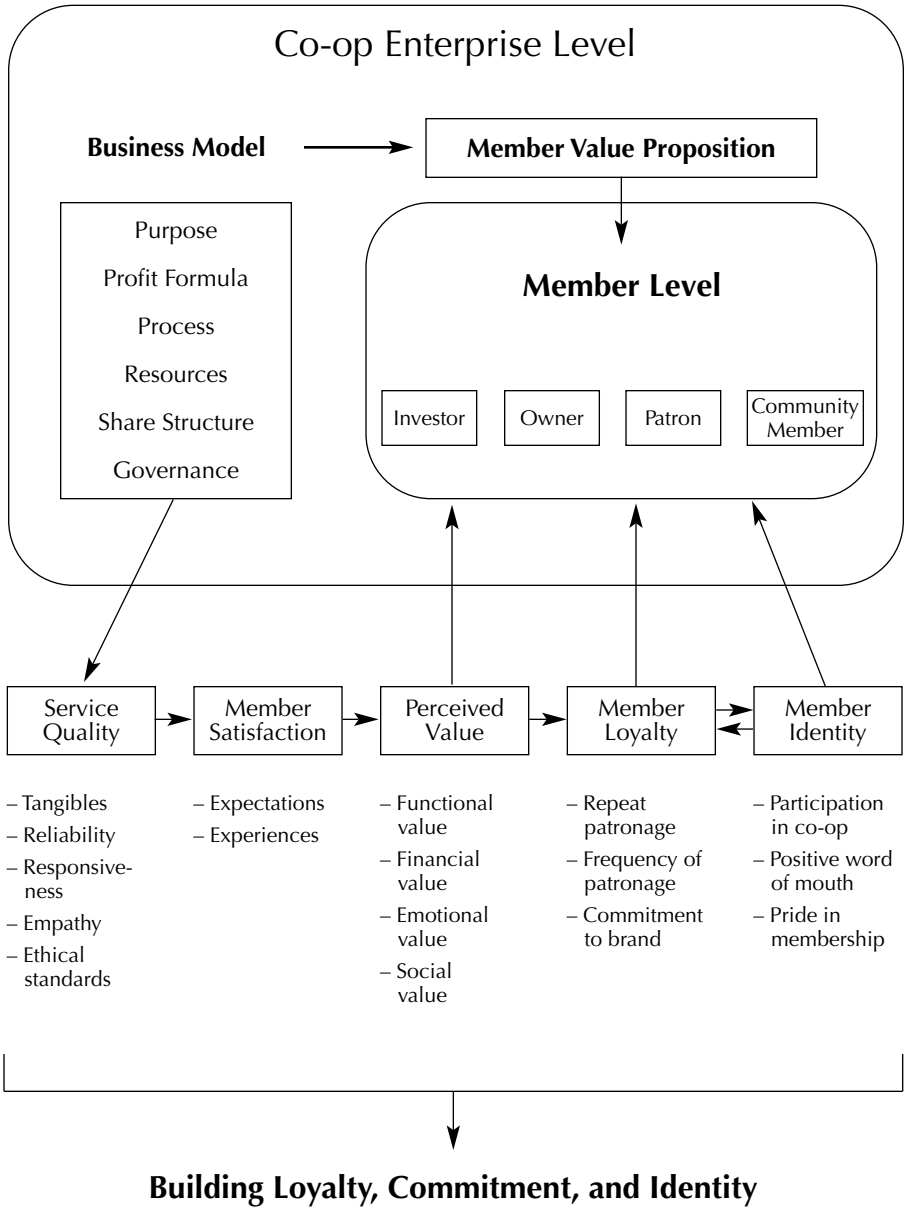 Co-op Enterprise Level
Business Model
Member Value Proposition
Purpose
Profit Formula
Process
Resources
Share Structure
Governance
Member Level
Investor
Owner
Patron
Community
Member
Service
Quality
Member
Satisfaction
Perceived
Value
Member
Loyalty
Member
Identity
– Tangibles
– Reliability
– Responsive-
ness
– Empathy
– Ethical
standards
– Expectations
– Experiences
– Functional
value
– Financial
value
– Emotional
value
– Social
value
– Repeat
patronage
– Frequency of
patronage
– Commitment
to brand
– Participation
in co-op
– Positive word
of mouth
– Pride in
membership
Building Loyalty, Commitment, and Identity